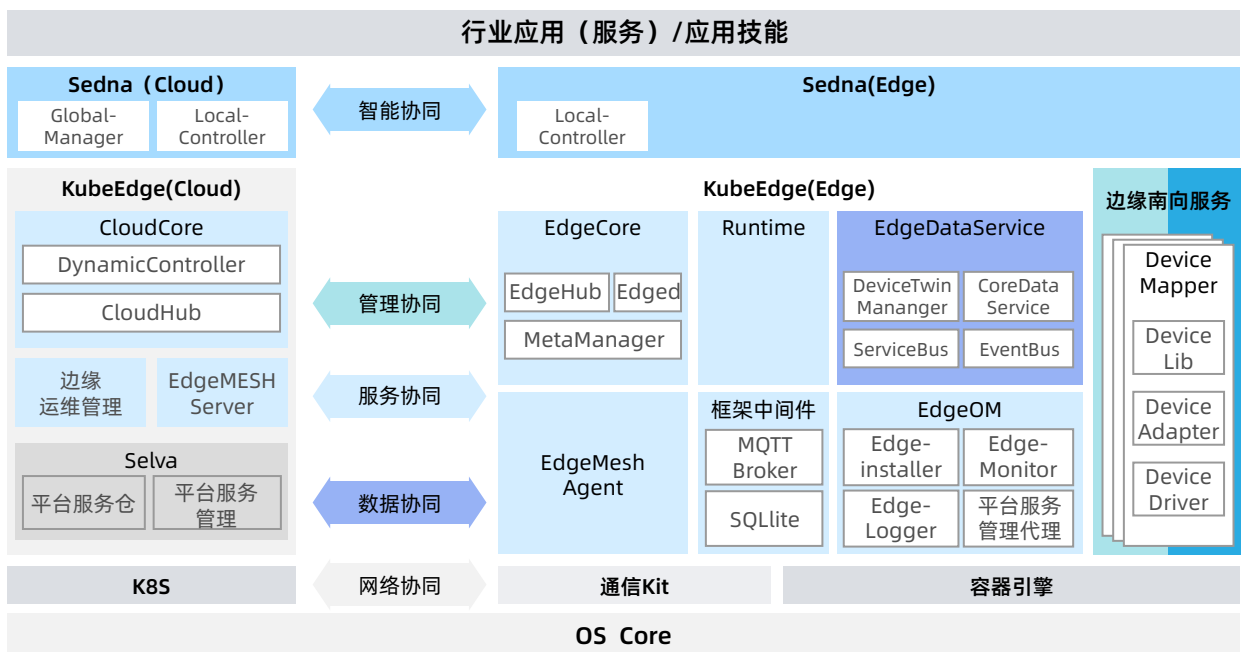 行业应用（服务）/应用技能
Sedna（Cloud）
Global-
Manager
Local-
Controller
智能协同
Sedna(Edge)
Local-
Controller
KubeEdge(Cloud)
CloudCore
DynamicController
CloudHub
边缘
运维管理
EdgeMESH
Server
Selva
平台服务仓
平台服务
管理
管理协同
服务协同
数据协同
KubeEdge(Edge)
EdgeCore
EdgeHub
Edged
MetaManager
Runtime
EdgeDataService
DeviceTwin
Mananger
CoreData
Service
ServiceBus
EventBus
EdgeMesh
Agent
框架中间件
MQTT
Broker
SQLlite
EdgeOM
Edge-
installer
Edge-
Monitor
Edge-
Logger
平台服务
管理代理
边缘南向服务
Device
Mapper
Device
Lib
Device
Adapter
Device
Driver
K8S
网络协同
通信Kit
容器引擎
OS Core